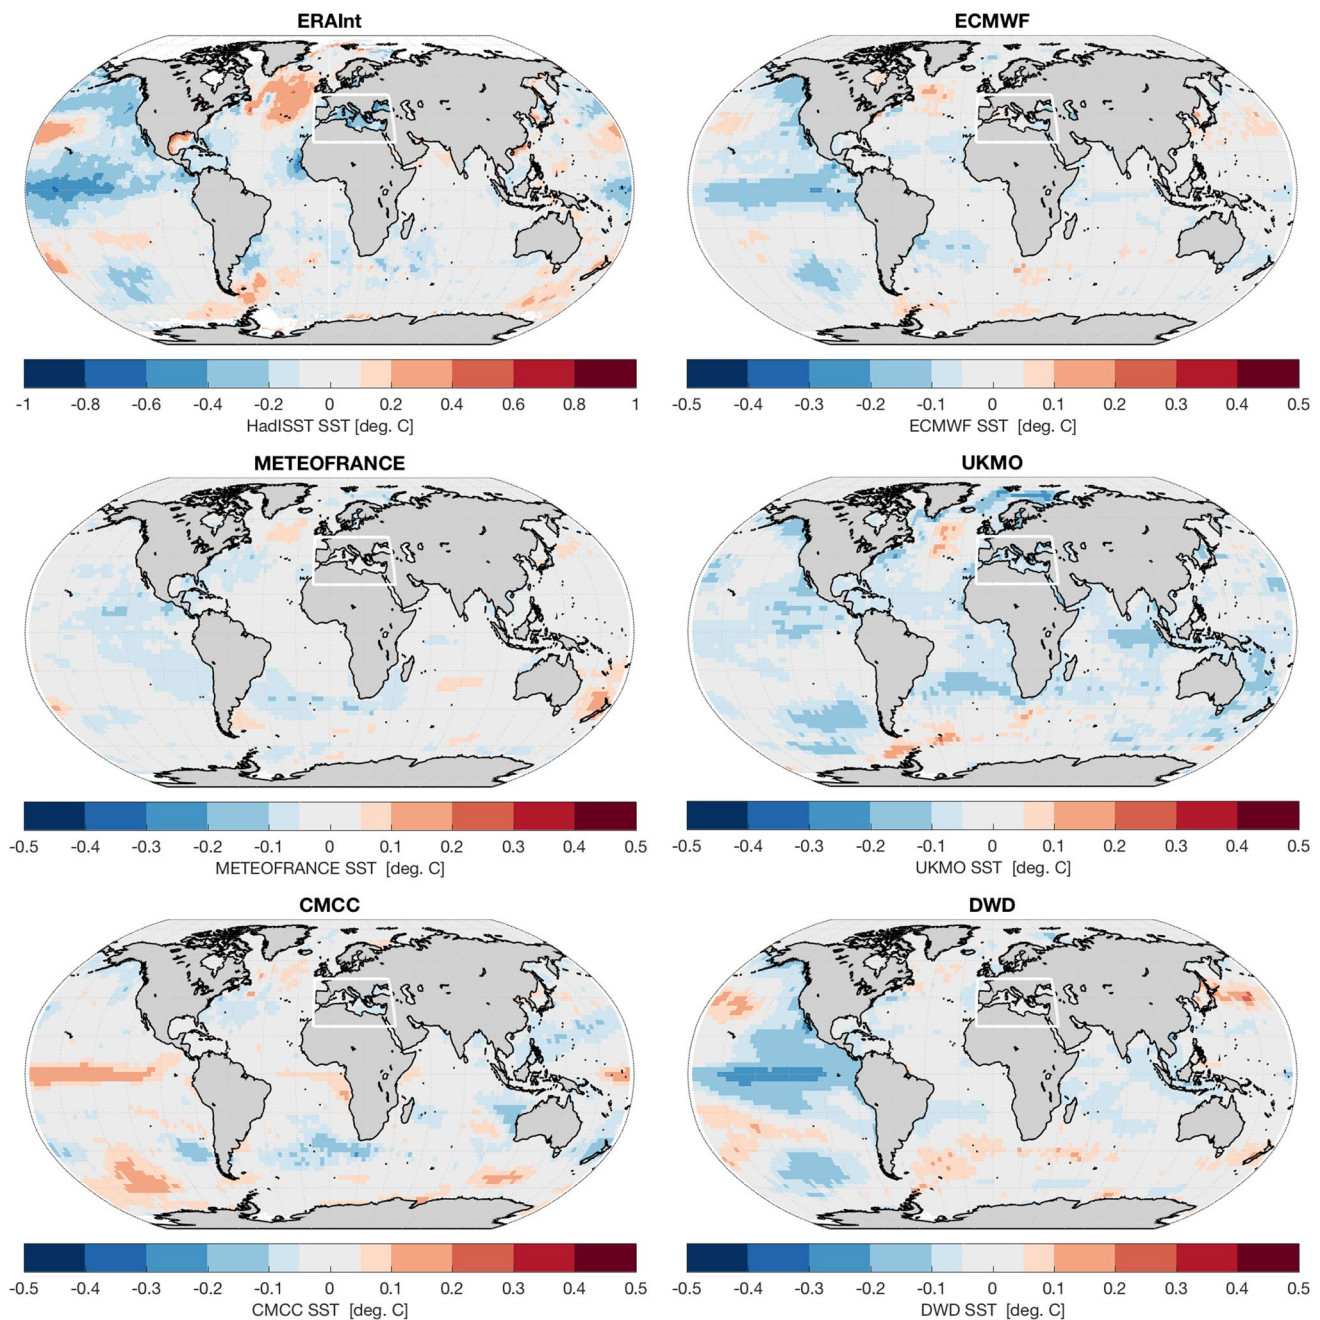 ERAInt
ECMWF
-1 -0.8 -0.6 -0.4 -0.2 0 0.2 0.4 0.6 0.8 1
HadISST SST [deg. C]
-0.5 -0.4 -0.3 -0.2 -0.1 0 0.1 0.2 0.3 0.4 0.5
ECMWF SST [deg. C]
METEOFRANCE
UKMO
-0.5 -0.4 -0.3 -0.2 -0.1 0 0.1 0.2 0.3 0.4 0.5
METEOFRANCE SST [deg. C]
-0.5 -0.4 -0.3 -0.2 -0.1 0 0.1 0.2 0.3 0.4 0.5
UKMO SST [deg. C]
CMCC
DWD
-0.5 -0.4 -0.3 -0.2 -0.1 0 0.1 0.2 0.3 0.4 0.5
CMCC SST [deg. C]
-0.5 -0.4 -0.3 -0.2 -0.1 0 0.1 0.2 0.3 0.4 0.5
DWD SST [deg. C]